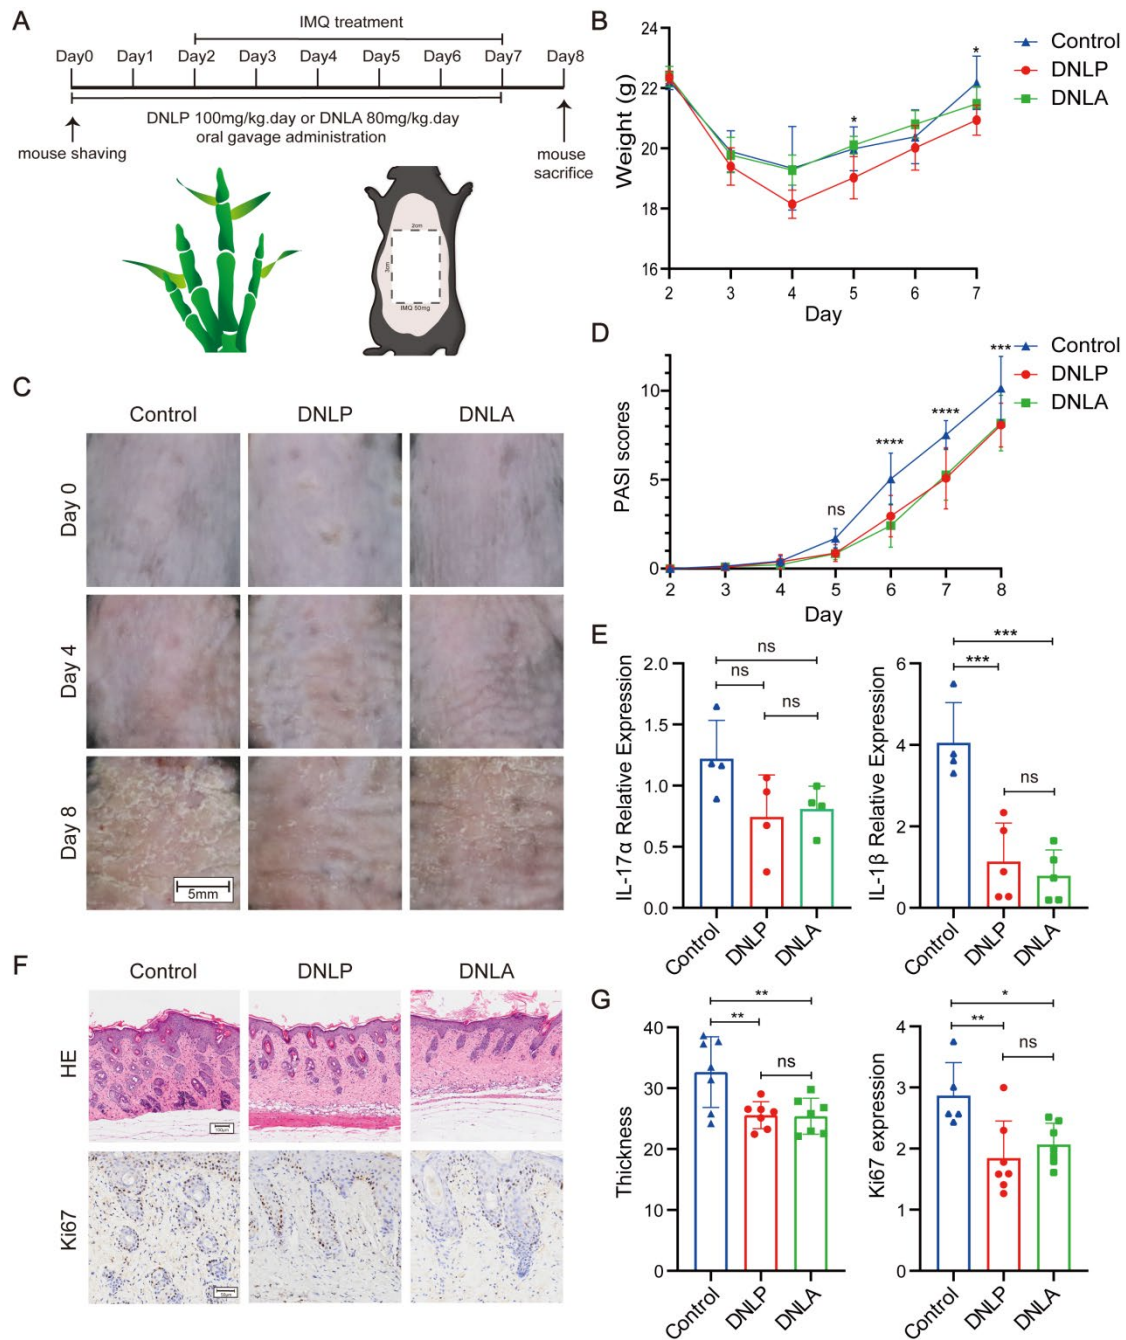 A
IMQ treatment
Day0 Day1 Day2 Day3 Day4 Day5 Day6 Day7 Day8
DNLP 100mg/kg.day or DNLA 80mg/kg.day
oral gavage administration
mouse shaving
mouse
sacrifice
2cm
3cm
IMQ 50mg
B
Weight (g)
24
22
20
18
16
2 3 4 5 6 7
Day
*
*
Control
DNLP
DNLA
C
Control DNLP DNLA
Day 0
Day 4
Day 8
5mm
D
PASI scores
10
5
0
2 3 4 5 6 7 8
Day
ns
****
****
***
Control
DNLP
DNLA
E
IL-17α Relative Expression
2.0
1.5
1.0
0.5
0.0
ns
ns
ns
Control DNLP DNLA
IL-1β Relative Expression
6
4
2
0
***
***
ns
Control DNLP DNLA
F
Control DNLP DNLA
HE
100μm
Ki67
G
Thickness
40
30
20
10
0
**
**
ns
Control DNLP DNLA
Ki67 expression
4
3
2
1
0
*
**
ns
Control DNLP DNLA